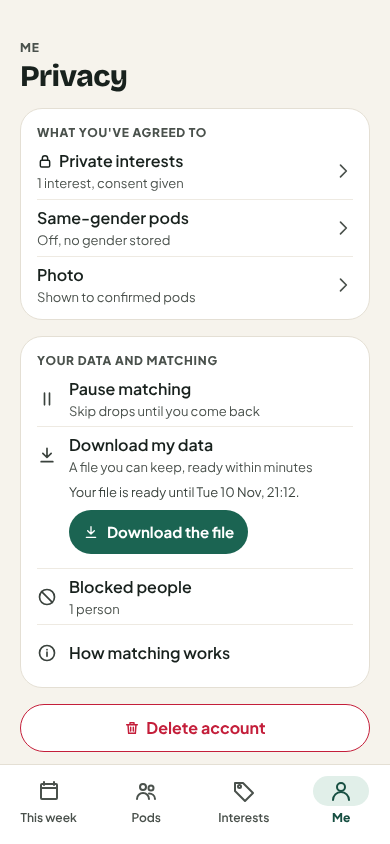 ME
Privacy
WHAT YOU'VE AGREED TO
Private interests
1 interest, consent given
Same-gender pods
Off, no gender stored
Photo
Shown to confirmed pods
YOUR DATA AND MATCHING
Pause matching
Skip drops until you come back
Download my data
A file you can keep, ready within minutes
Your file is ready until Tue 10 Nov, 21:12.
Download the file
Blocked people
1 person
How matching works
Delete account
This week
Pods
Interests
Me